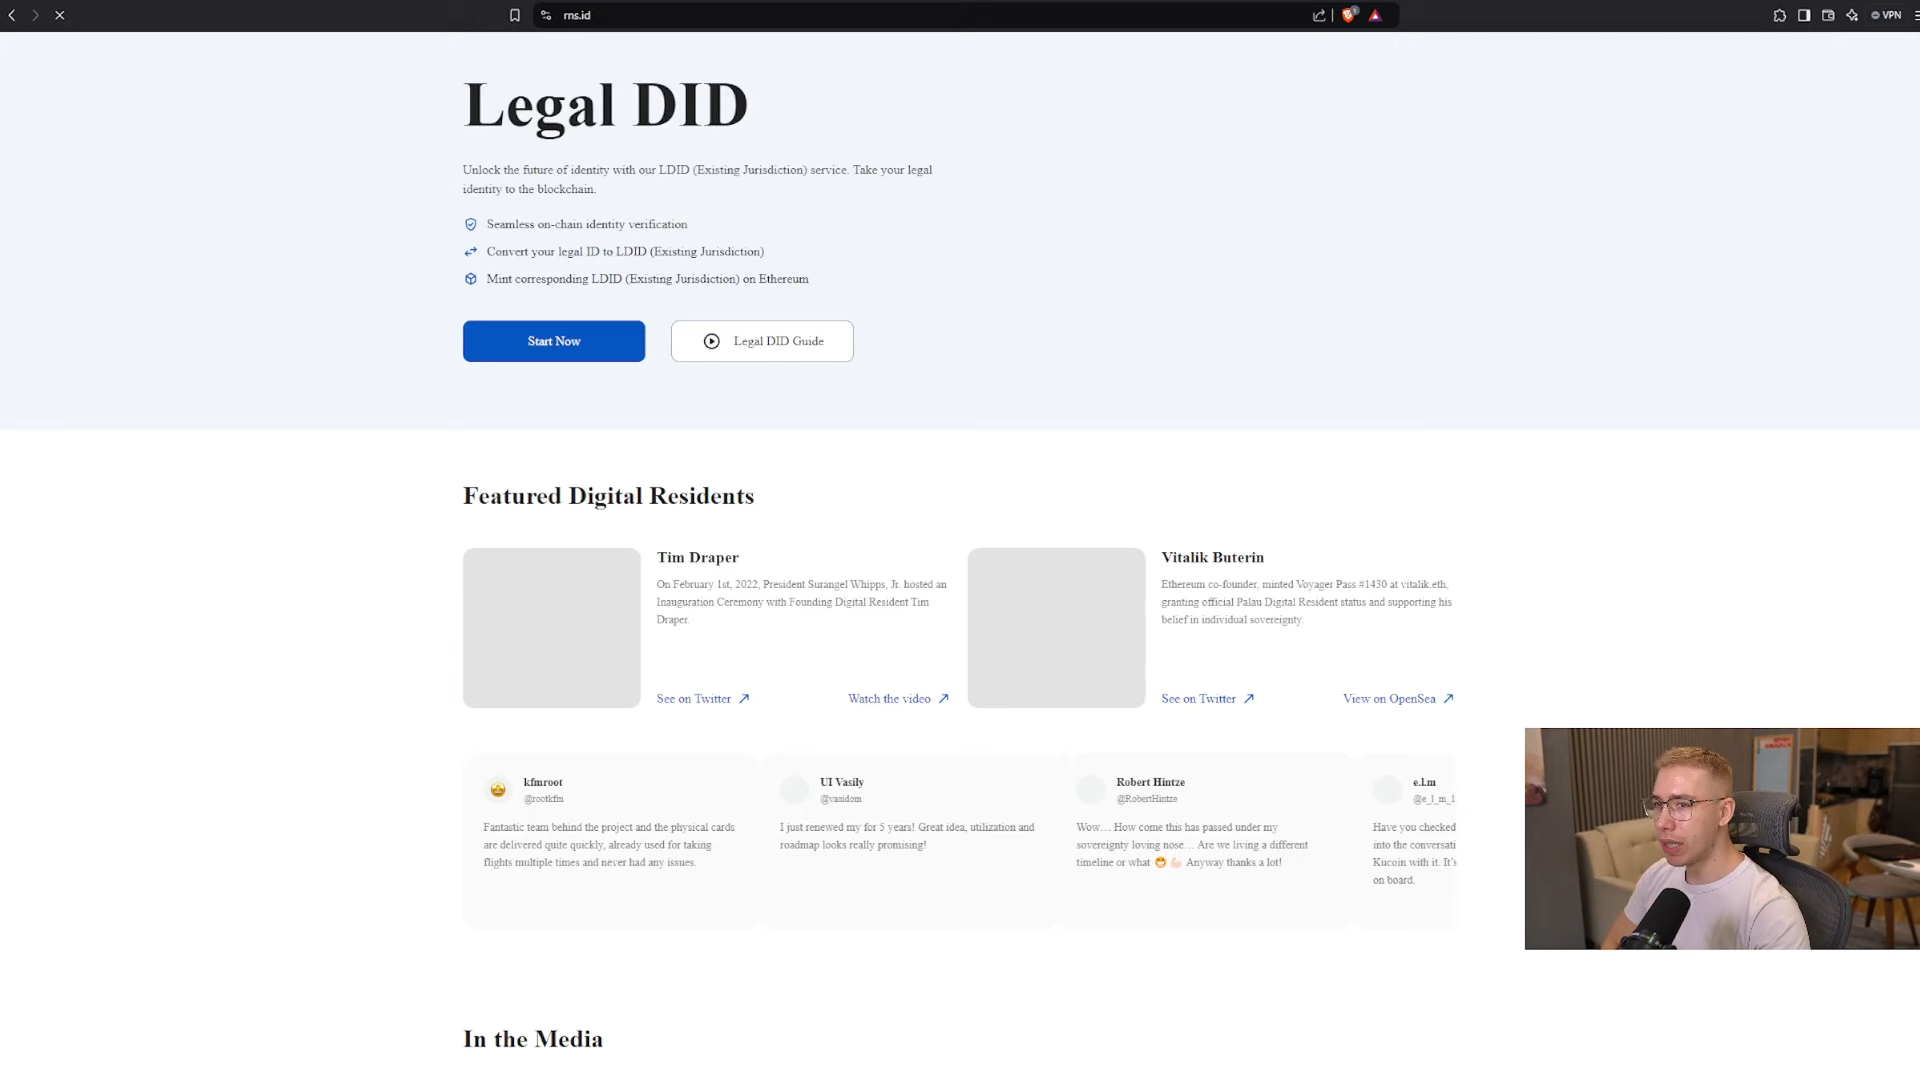 rns.id
VPN
Legal DID
Unlock the future of identity with our LDID (Existing Jurisdiction) service. Take your legal
identity to the blockchain.
Seamless on-chain identity verification
Convert your legal ID to LDID (Existing Jurisdiction)
Mint corresponding LDID (Existing Jurisdiction) on Ethereum
Start Now
Legal DID Guide
Featured Digital Residents
Tim Draper
On February 1st, 2022, President Surangel Whipps, Jr. hosted an
Inauguration Ceremony with Founding Digital Resident Tim
Draper.
See on Twitter
Watch the video
Vitalik Buterin
Ethereum co-founder, minted Voyager Pass #1430 at vitalik.eth,
granting official Palau Digital Resident status and supporting his
belief in individual sovereignty.
See on Twitter
View on OpenSea
kfmroot
@rootkfm
Fantastic team behind the project and the physical cards
are delivered quite quickly, already used for taking
flights multiple times and never had any issues.
UI Vasily
@vasidom
I just renewed my for 5 years! Great idea, utilization and
roadmap looks really promising!
Robert Hintze
@RobertHintze
Wow… How come this has passed under my
sovereignty loving nose… Are we living a different
timeline or what 😁 💪🏻 Anyway thanks a lot!
e.l.m
@e_l_m_1
Have you checked
into the conversati
Kucoin with it. It's
on board.
In the Media